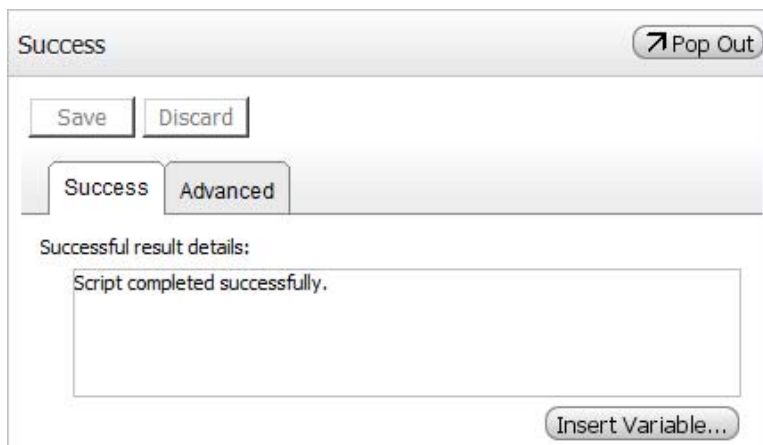 Success
Pop Out
Save
Discard
Success
Advanced
Successful result details:
Script completed successfully.
Insert Variable...